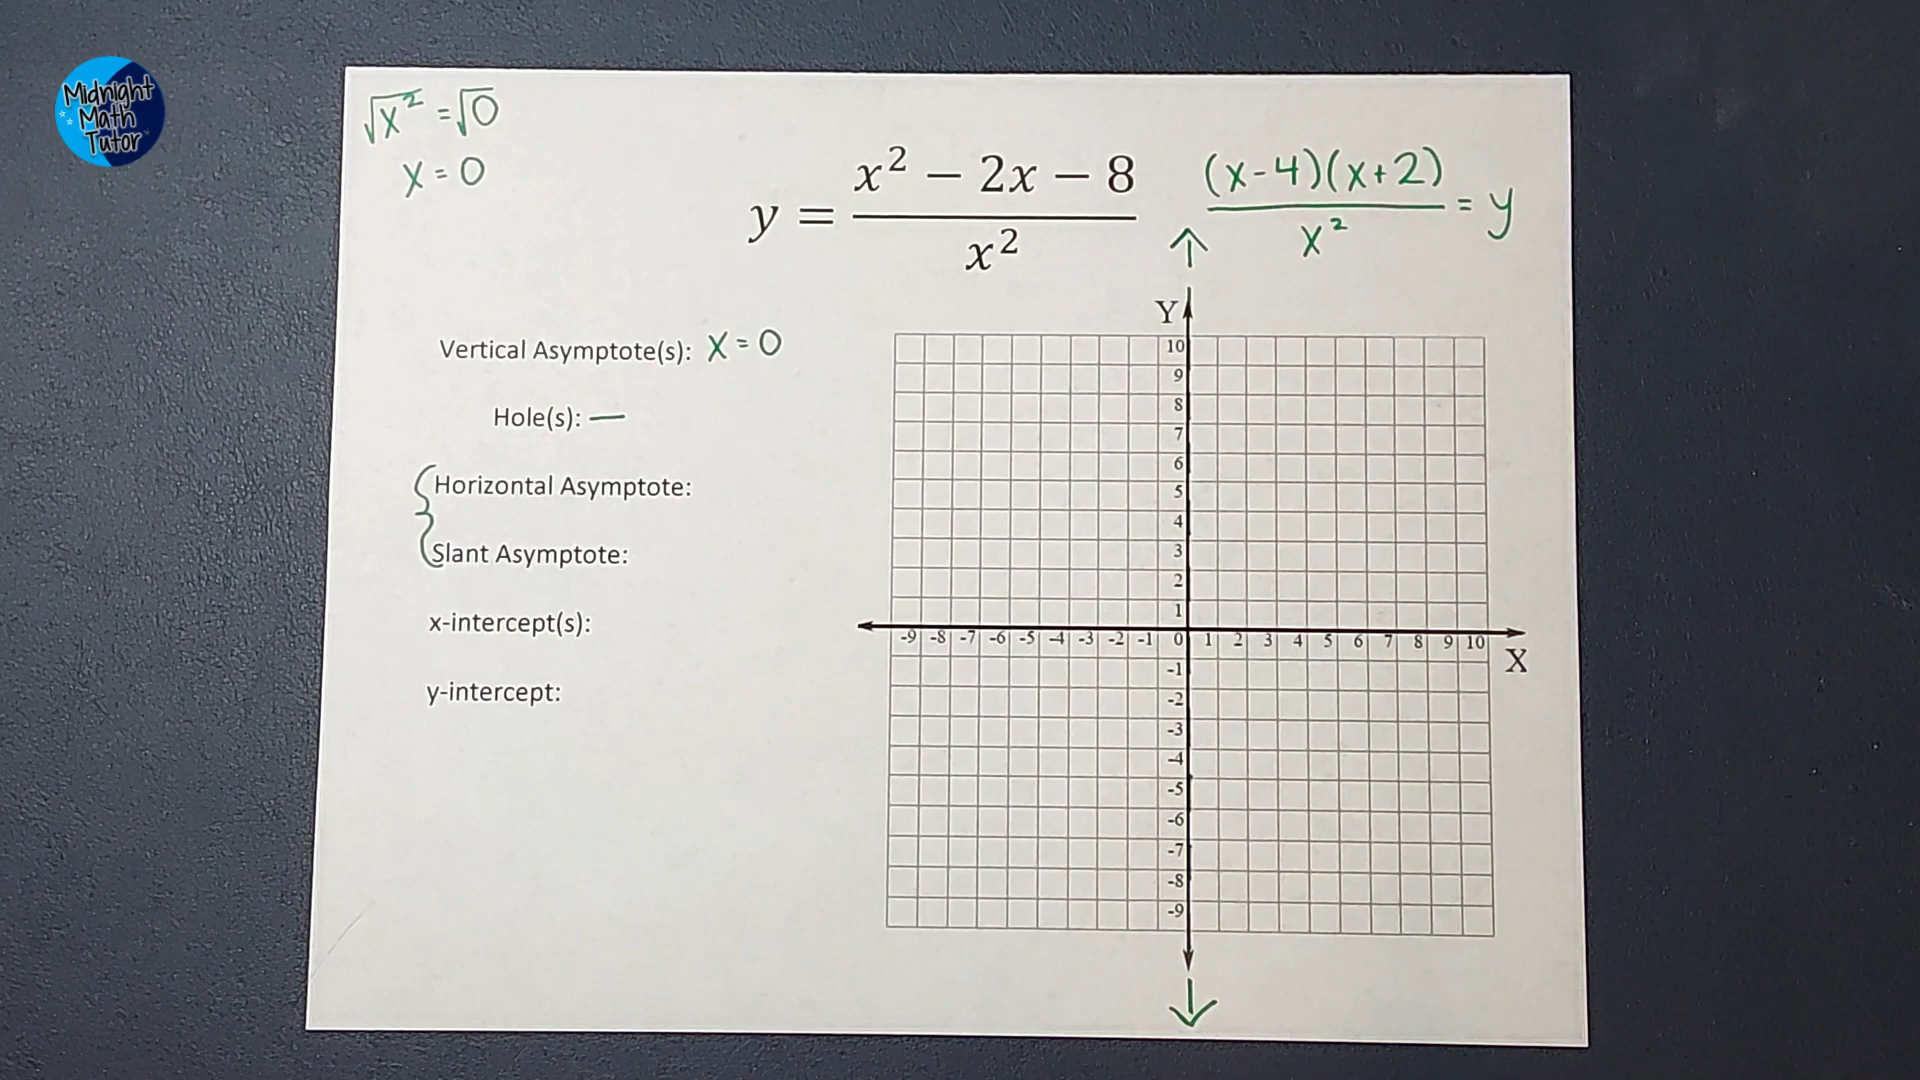 Midnight
Math
Tutor
√x² = √0
x = 0
y = (x² − 2x − 8)/x²
(x-4)(x+2)/x² = y
Vertical Asymptote(s): x = 0
Hole(s): —
Horizontal Asymptote:
Slant Asymptote:
x-intercept(s):
y-intercept:
Y
10
9
8
7
6
5
4
3
2
1
-9 -8 -7 -6 -5 -4 -3 -2 -1 0 1 2 3 4 5 6 7 8 9 10
X
-1
-2
-3
-4
-5
-6
-7
-8
-9